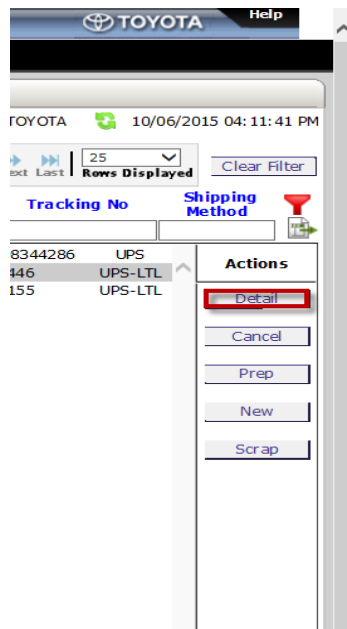 TOYOTA Help
TOYOTA 10/06/2015 04:11:41 PM
ext Last 25 Rows Displayed Clear Filter
Tracking No Shipping Method
8344286 UPS
446 UPS-LTL
155 UPS-LTL
Actions
Detail
Cancel
Prep
New
Scrap